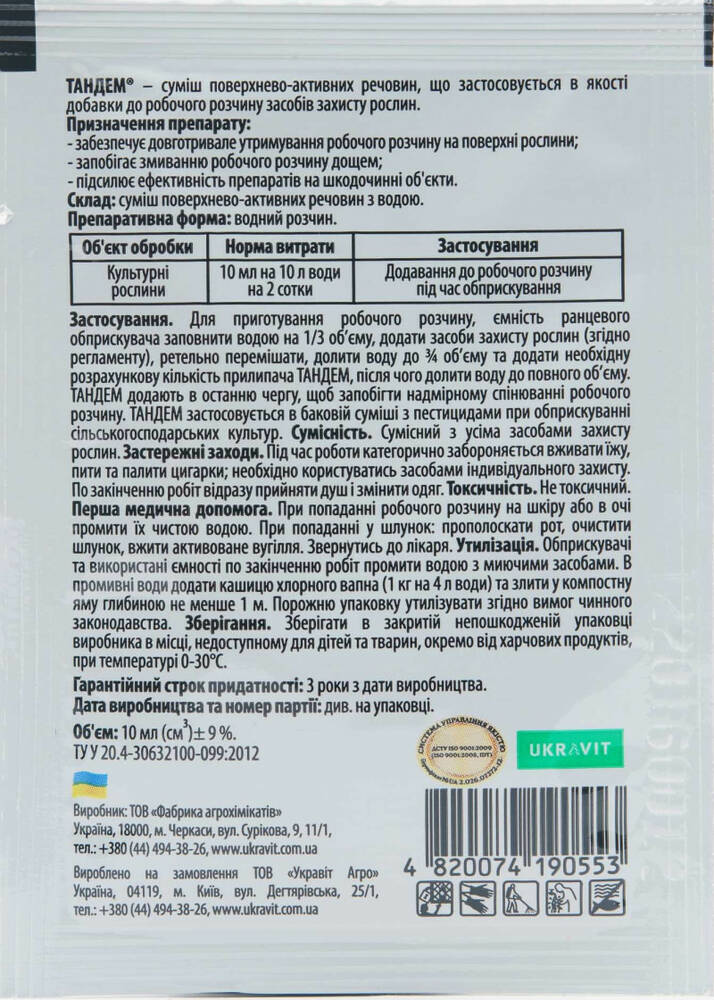 ТАНДЕМ® – суміш поверхнево-активних речовин, що застосовується в якості
добавки до робочого розчину засобів захисту рослин.
Призначення препарату:
- забезпечує довготривале утримування робочого розчину на поверхні рослини;
- запобігає змиванню робочого розчину дощем;
- підсилює ефективність препаратів на шкодочинні об'єкти.
Склад: суміш поверхнево-активних речовин з водою.
Препаративна форма: водний розчин.
Об'єкт обробки Норма витрати Застосування
Культурні 10 мл на 10 л води Додавання до робочого розчину
рослини на 2 сотки під час обприскування
Застосування. Для приготування робочого розчину, ємність ранцевого
обприскувача заповнити водою на 1/3 об'єму, додати засоби захисту рослин (згідно
регламенту), ретельно перемішати, долити воду до ¾ об'єму та додати необхідну
розрахункову кількість прилипача ТАНДЕМ, після чого долити воду до повного об'єму.
ТАНДЕМ додають в останню чергу, щоб запобігти надмірному спінюванні робочого
розчину. ТАНДЕМ застосовується в баковій суміші з пестицидами при обприскуванні
сільськогосподарських культур. Сумісність. Сумісний з усіма засобами захисту
рослин. Застережні заходи. Під час роботи категорично забороняється вживати їжу,
пити та палити цигарки; необхідно користуватись засобами індивідуального захисту.
По закінченню робіт відразу прийняти душ і змінити одяг. Токсичність. Не токсичний.
Перша медична допомога. При попаданні робочого розчину на шкіру або в очі
промити їх чистою водою. При попаданні у шлунок: прополоскати рот, очистити
шлунок, вжити активоване вугілля. Звернутись до лікаря. Утилізація. Обприскувачі
та використані ємності по закінченню робіт промити водою з миючими засобами. В
промивні води додати кашицю хлорного вапна (1 кг на 4 л води) та злити у компостну
яму глибиною не менше 1 м. Порожню упаковку утилізувати згідно вимог чинного
законодавства. Зберігання. Зберігати в закритій непошкодженій упаковці
виробника в місці, недоступному для дітей та тварин, окремо від харчових продуктів,
при температурі 0-30°С.
Гарантійний строк придатності: 3 роки з дати виробництва.
Дата виробництва та номер партії: див. на упаковці.
Об'єм: 10 мл (см³) ± 9 %.
ТУ У 20.4-30632100-099:2012
СИСТЕМА УПРАВЛІННЯ ЯКІСТЮ
ДСТУ ISO 9001:2009
(ISO 9001:2008, IDT)
UKRAVIT
Виробник: ТОВ «Фабрика агрохімікатів»
Україна, 18000, м. Черкаси, вул. Сурікова, 9, 11/1,
тел.: +380 (44) 494-38-26, www.ukravit.com.ua
Вироблено на замовлення ТОВ «Укравіт Агро»
Україна, 04119, м. Київ, вул. Дегтярівська, 25/1,
тел.: +380 (44) 494-38-26, www.ukravit.com.ua
4 820074 190553